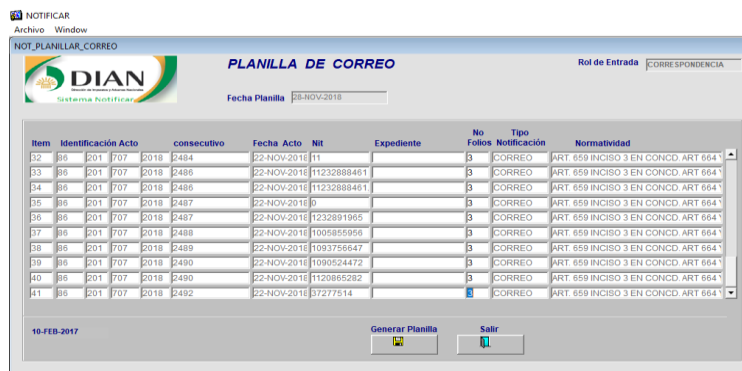 NOTIFICAR
Archivo Window
NOT_PLANILLAR_CORREO
DIAN
Dirección de Impuestos y Aduanas Nacionales
Sistema Notificar
PLANILLA DE CORREO
Rol de Entrada CORRESPONDENCIA
Fecha Planilla 28-NOV-2018
Item Identificación Acto consecutivo Fecha Acto Nit Expediente No Folios Tipo Notificación Normatividad
32 86 201 707 2018 2484 22-NOV-2018 11 3 CORREO ART. 659 INCISO 3 EN CONCD. ART 664 Y
33 86 201 707 2018 2486 22-NOV-2018 11232888461 3 CORREO ART. 659 INCISO 3 EN CONCD. ART 664 Y
34 86 201 707 2018 2486 22-NOV-2018 11232888461 3 CORREO ART. 659 INCISO 3 EN CONCD. ART 664 Y
35 86 201 707 2018 2487 22-NOV-2018 0 3 CORREO ART. 659 INCISO 3 EN CONCD. ART 664 Y
36 86 201 707 2018 2487 22-NOV-2018 1232891965 3 CORREO ART. 659 INCISO 3 EN CONCD. ART 664 Y
37 86 201 707 2018 2488 22-NOV-2018 1005855956 3 CORREO ART. 659 INCISO 3 EN CONCD. ART 664 Y
38 86 201 707 2018 2489 22-NOV-2018 1093756647 3 CORREO ART. 659 INCISO 3 EN CONCD. ART 664 Y
39 86 201 707 2018 2490 22-NOV-2018 1090524472 3 CORREO ART. 659 INCISO 3 EN CONCD. ART 664 Y
40 86 201 707 2018 2490 22-NOV-2018 1120865282 3 CORREO ART. 659 INCISO 3 EN CONCD. ART 664 Y
41 86 201 707 2018 2492 22-NOV-2018 37277514 3 CORREO ART. 659 INCISO 3 EN CONCD. ART 664 Y
10-FEB-2017
Generar Planilla Salir